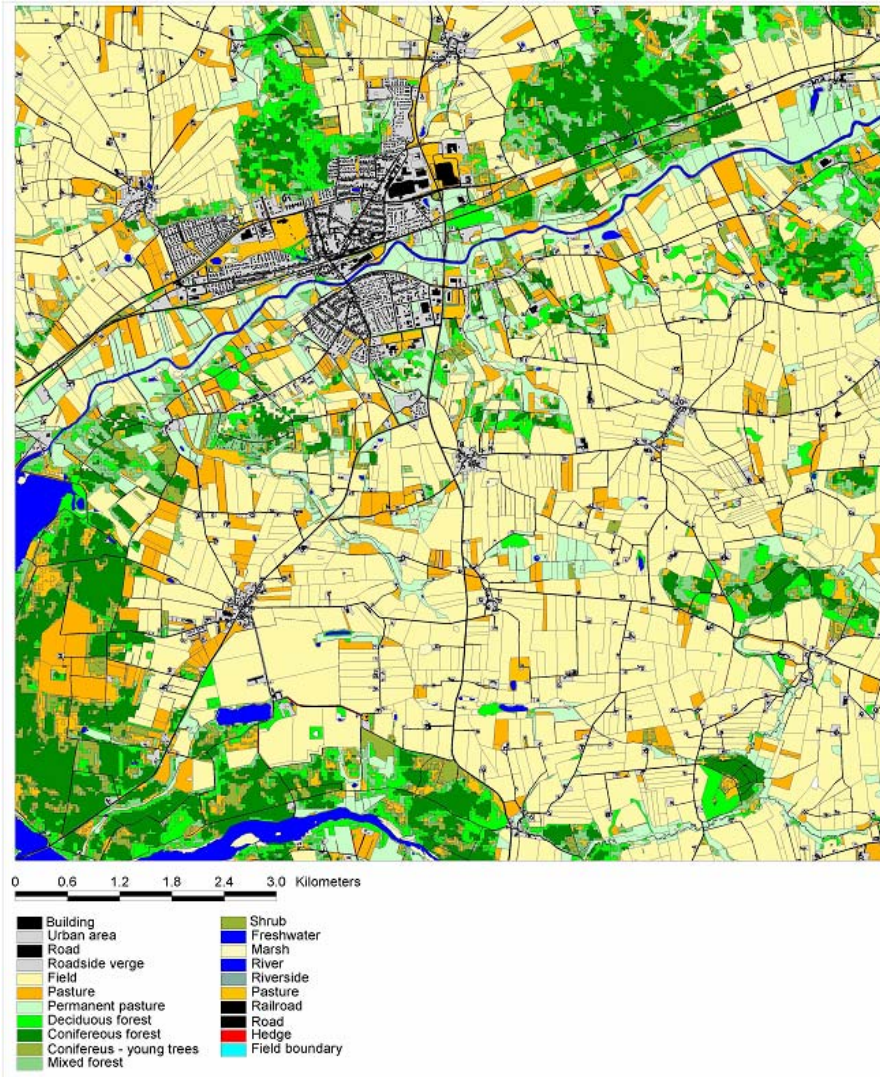 0 0.6 1.2 1.8 2.4 3.0 Kilometers
Building
Urban area
Road
Roadside verge
Field
Pasture
Permanent pasture
Deciduous forest
Confereous forest
Confereus - young trees
Mixed forest
Shrub
Freshwater
Marsh
River
Riverside
Pasture
Railroad
Road
Hedge
Field boundary